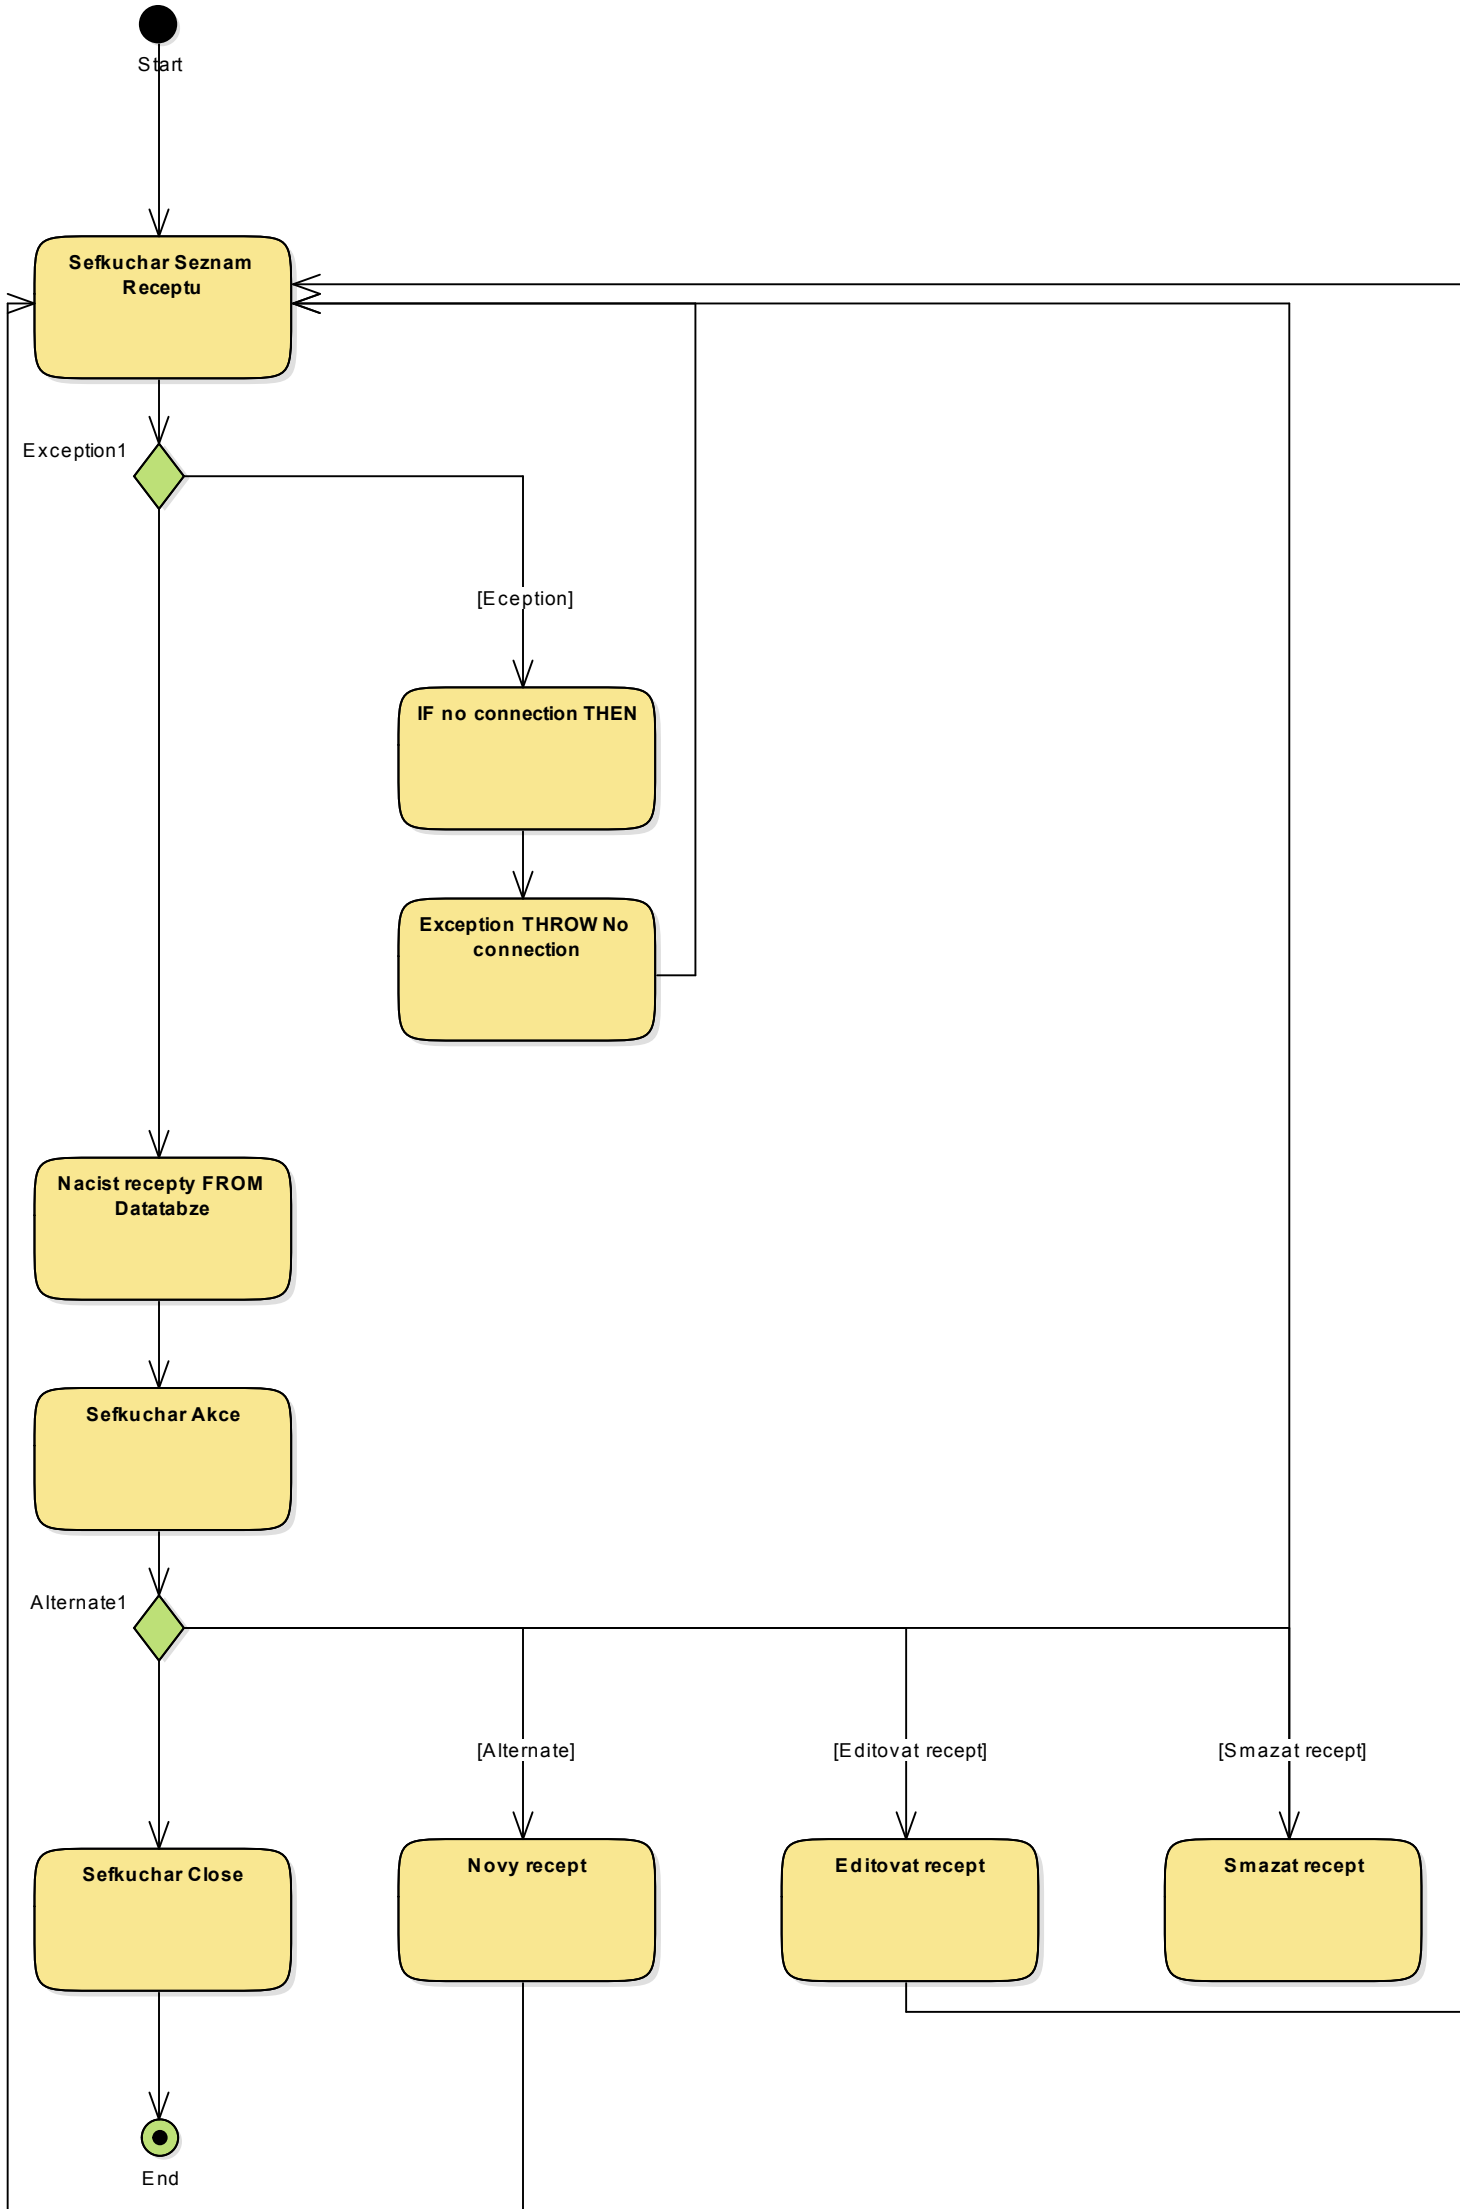 Start
Sefkuchar Seznam
Receptu
Exception1
[Eception]
IF no connection THEN
Exception THROW No
connection
Nacist recepty FROM
Datatabze
Sefkuchar Akce
Alternate1
[Alternate]
[Editovat recept]
[Smazat recept]
Sefkuchar Close
Novy recept
Editovat recept
Smazat recept
End